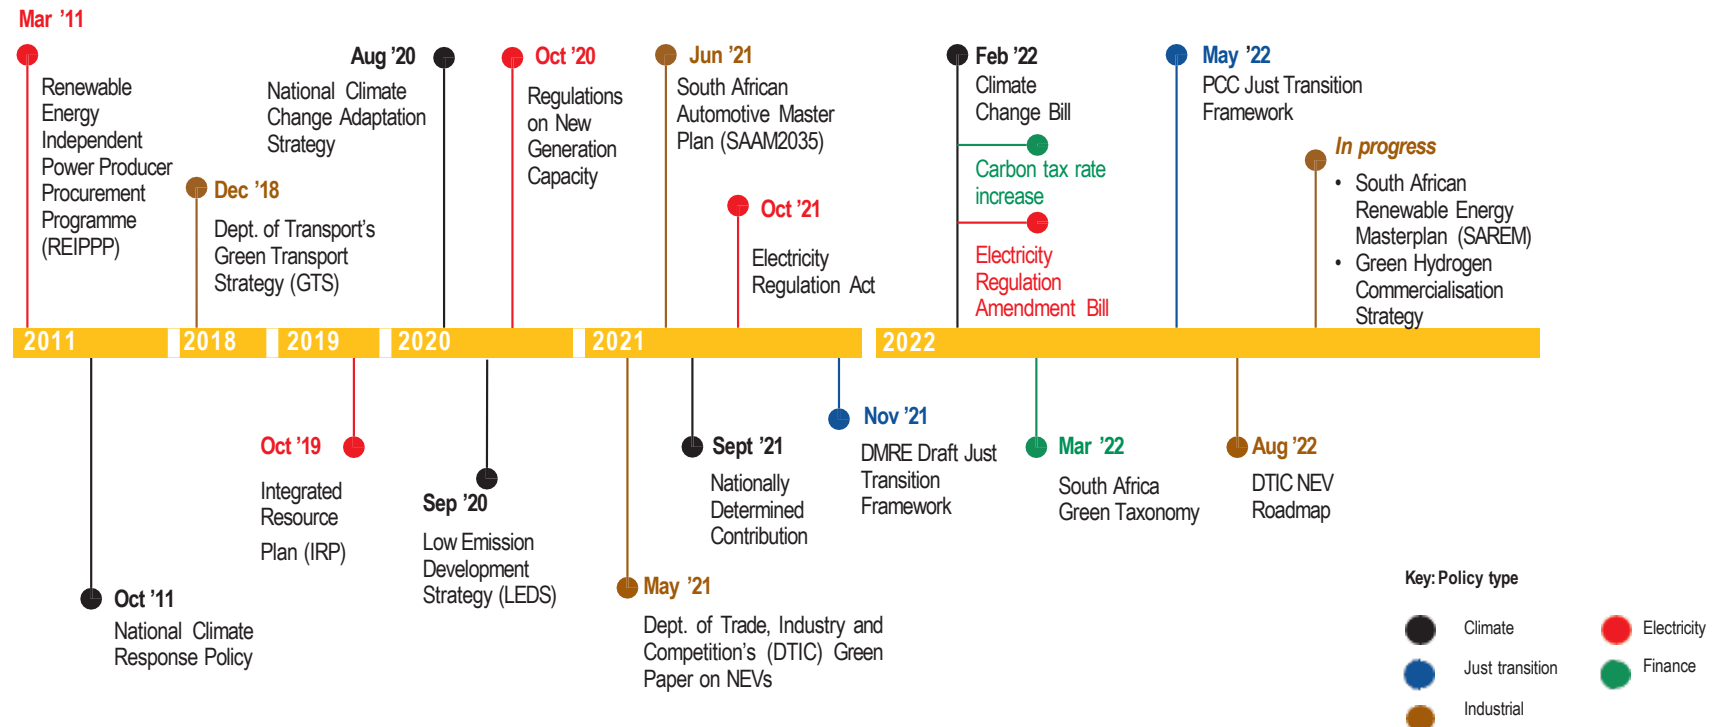 Mar ’11
Renewable
Energy
Independent
Power Producer
Procurement
Programme
(REIPPP)
Dec ’18
Dept. of Transport’s
Green Transport
Strategy (GTS)
Aug ’20
National Climate
Change Adaptation
Strategy
Oct ’20
Regulations
on New
Generation
Capacity
Jun ’21
South African
Automotive Master
Plan (SAAM2035)
Oct ’21
Electricity
Regulation Act
Feb ’22
Climate
Change Bill
Carbon tax rate
increase
Electricity
Regulation
Amendment Bill
May ’22
PCC Just Transition
Framework
In progress
• South African
Renewable Energy
Masterplan (SAREM)
• Green Hydrogen
Commercialisation
Strategy
2011
2018
2019
2020
2021
2022
Oct ’11
National Climate
Response Policy
Oct ’19
Integrated
Resource
Plan (IRP)
Sep ’20
Low Emission
Development
Strategy (LEDS)
May ’21
Dept. of Trade, Industry and
Competition’s (DTIC) Green
Paper on NEVs
Sept ’21
Nationally
Determined
Contribution
Nov ’21
DMRE Draft Just
Transition
Framework
Mar ’22
South Africa
Green Taxonomy
Aug ’22
DTIC NEV
Roadmap
Key: Policy type
Climate
Electricity
Just transition
Finance
Industrial